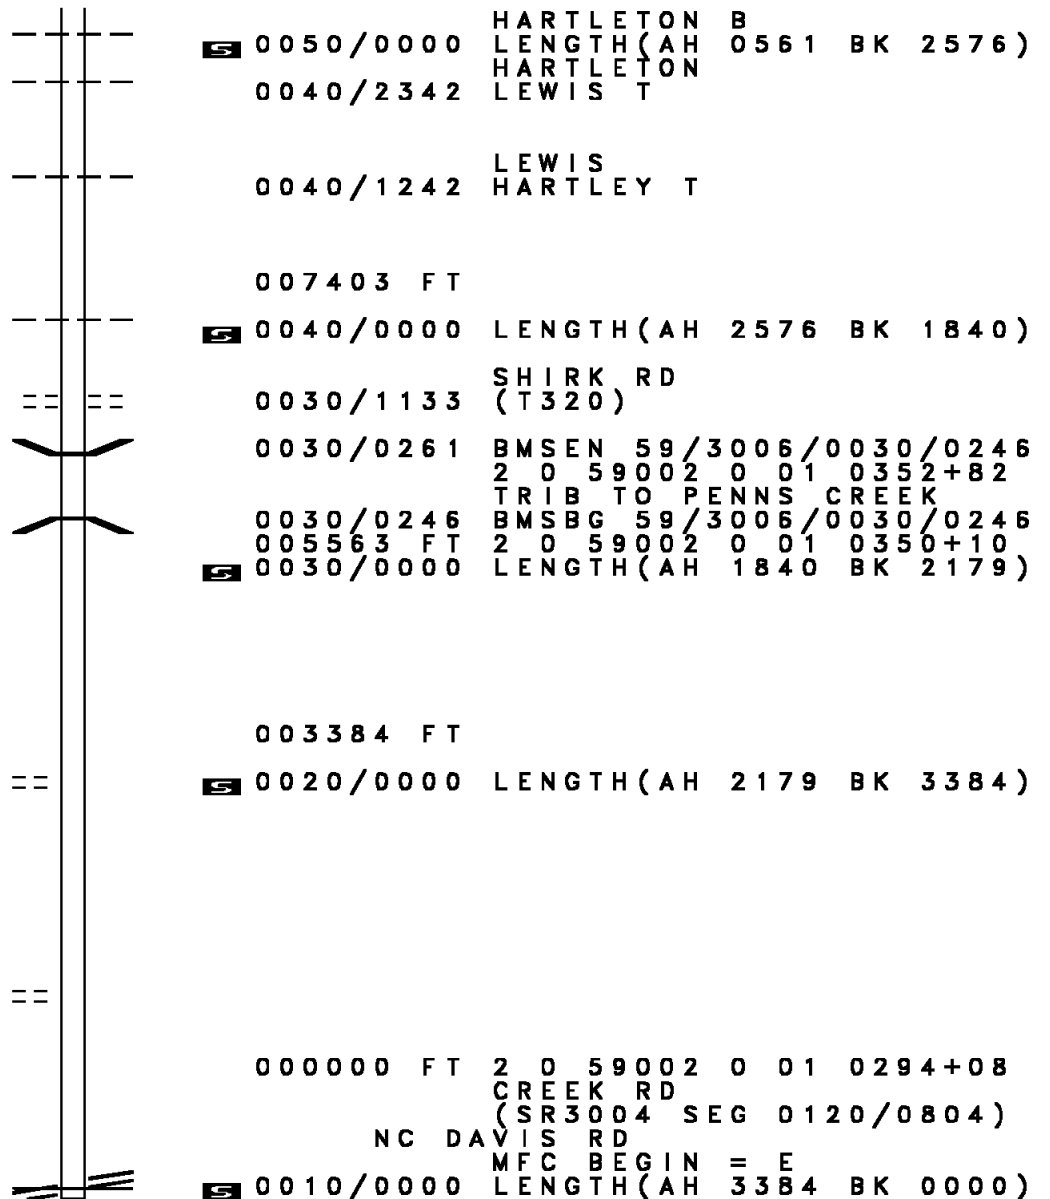 HARTLETON B
S 0050/0000 LENGTH(AH 0561 BK 2576)
HARTLETON
0040/2342 LEWIS T
LEWIS
0040/1242 HARTLEY T
007403 FT
S 0040/0000 LENGTH(AH 2576 BK 1840)
SHIRK RD
0030/1133 (T320)
0030/0261 BMSEN 59/3006/0030/0246
2 0 59002 0 01 0352+82
TRIB TO PENNS CREEK
0030/0246 BMSBG 59/3006/0030/0246
005563 FT 2 0 59002 0 01 0350+10
S 0030/0000 LENGTH(AH 1840 BK 2179)
003384 FT
S 0020/0000 LENGTH(AH 2179 BK 3384)
000000 FT 2 0 59002 0 01 0294+08
CREEK RD
(SR3004 SEG 0120/0804)
NC DAVIS RD
MFC BEGIN = E
S 0010/0000 LENGTH(AH 3384 BK 0000)